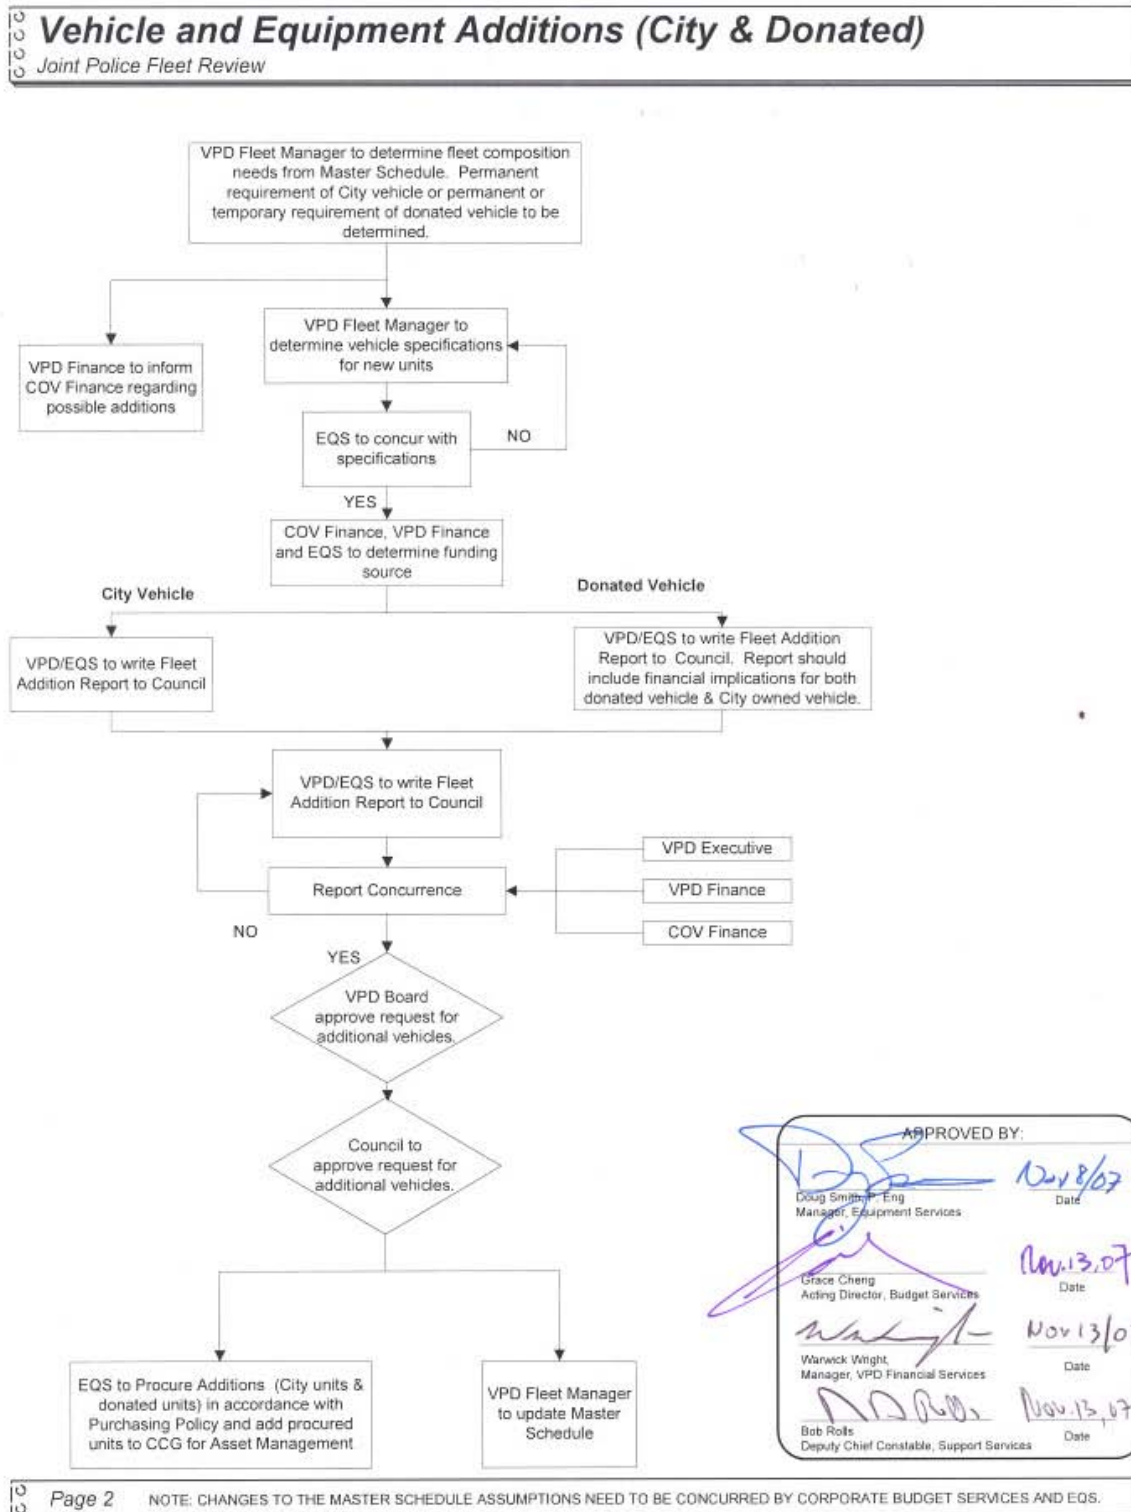 Vehicle and Equipment Additions (City & Donated)
Joint Police Fleet Review
VPD Fleet Manager to determine fleet composition
needs from Master Schedule. Permanent
requirement of City vehicle or permanent or
temporary requirement of donated vehicle to be
determined.
VPD Fleet Manager to
determine vehicle specifications
for new units
VPD Finance to inform
COV Finance regarding
possible additions
EQS to concur with
specifications
NO
YES
COV Finance, VPD Finance
and EQS to determine funding
source
City Vehicle
Donated Vehicle
VPD/EQS to write Fleet
Addition Report to Council
VPD/EQS to write Fleet Addition
Report to Council. Report should
include financial implications for both
donated vehicle & City owned vehicle.
VPD/EQS to write Fleet
Addition Report to Council
VPD Executive
Report Concurrence
VPD Finance
COV Finance
NO
YES
VPD Board
approve request for
additional vehicles.
Council to
approve request for
additional vehicles.
EQS to Procure Additions (City units &
donated units) in accordance with
Purchasing Policy and add procured
units to CCG for Asset Management
VPD Fleet Manager
to update Master
Schedule
APPROVED BY:
Nov 8/07
Doug Smith, P. Eng
Date
Manager, Equipment Services
Nov.13,07
Grace Cheng
Date
Acting Director, Budget Services
Nov 13/0
Warwick Wright,
Date
Manager, VPD Financial Services
Nov.13,07
Bob Rolls
Date
Deputy Chief Constable, Support Services
Page 2
NOTE: CHANGES TO THE MASTER SCHEDULE ASSUMPTIONS NEED TO BE CONCURRED BY CORPORATE BUDGET SERVICES AND EQS.